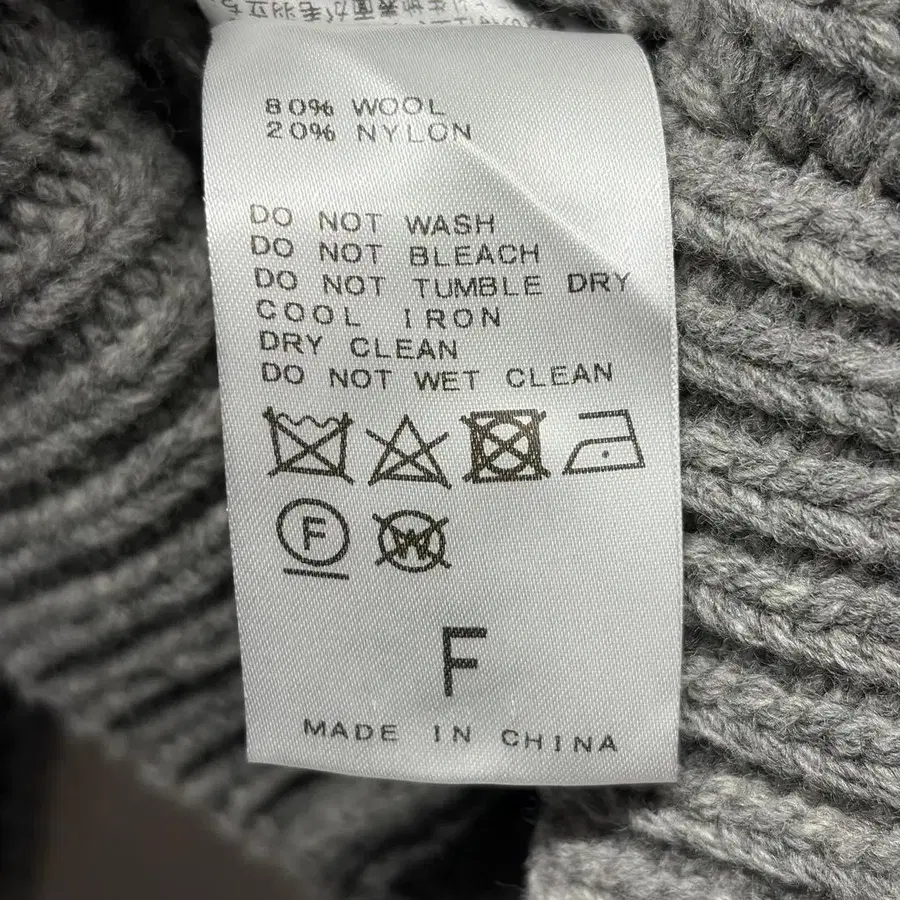 80% WOOL
20% NYLON
DO NOT WASH
DO NOT BLEACH
DO NOT TUMBLE DRY
COOL IRON
DRY CLEAN
DO NOT WET CLEAN
F
W
F
MADE IN CHINA